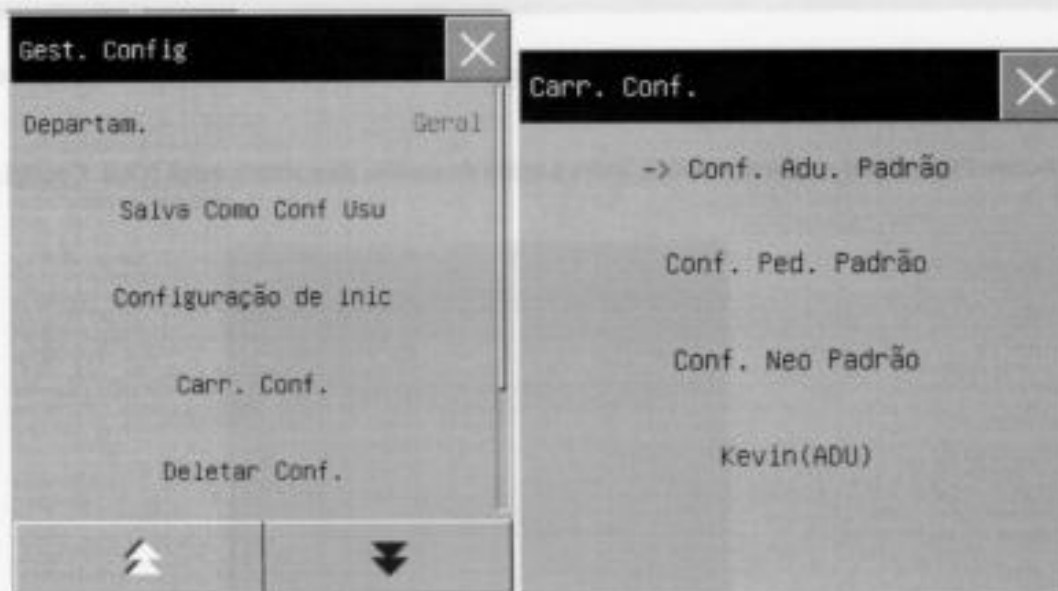 Gest. Config
Departam. Geral
Salva Como Conf Usu
Configuração de inic
Carr. Conf.
Deletar Conf.
Carr. Conf.
-> Conf. Adu. Padrão
Conf. Ped. Padrão
Conf. Neo Padrão
Kevin(ADU)